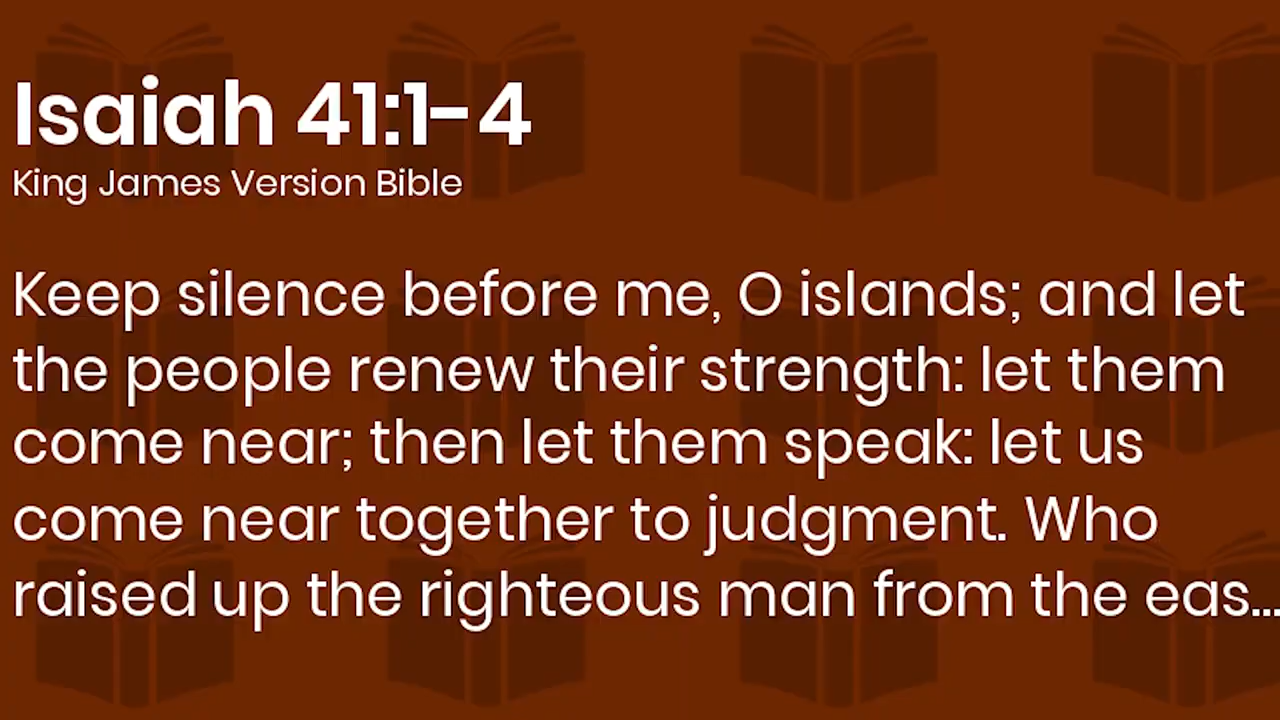 Isaiah 41:1-4
King James Version Bible
Keep silence before me, O islands; and let
the people renew their strength: let them
come near; then let them speak: let us
come near together to judgment. Who
raised up the righteous man from the eas...